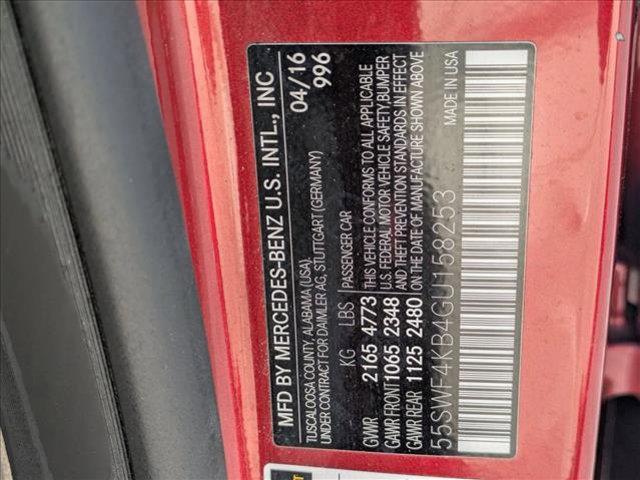 MFD BY MERCEDES-BENZ U.S. INTL., INC
TUSCALOOSA COUNTY, ALABAMA (USA)
UNDER CONTRACT FOR DAIMLER AG, STUTTGART (GERMANY)
04/16
996
KG LBS PASSENGER CAR
GVWR 2165 4773 THIS VEHICLE CONFORMS TO ALL APPLICABLE
GAWR FRONT 1065 2348 U.S. FEDERAL MOTOR VEHICLE SAFETY,BUMPER
AND THEFT PREVENTION STANDARDS IN EFFECT
GAWR REAR 1125 2480 ON THE DATE OF MANUFACTURE SHOWN ABOVE
55SWF4KB4GU158253 MADE IN USA